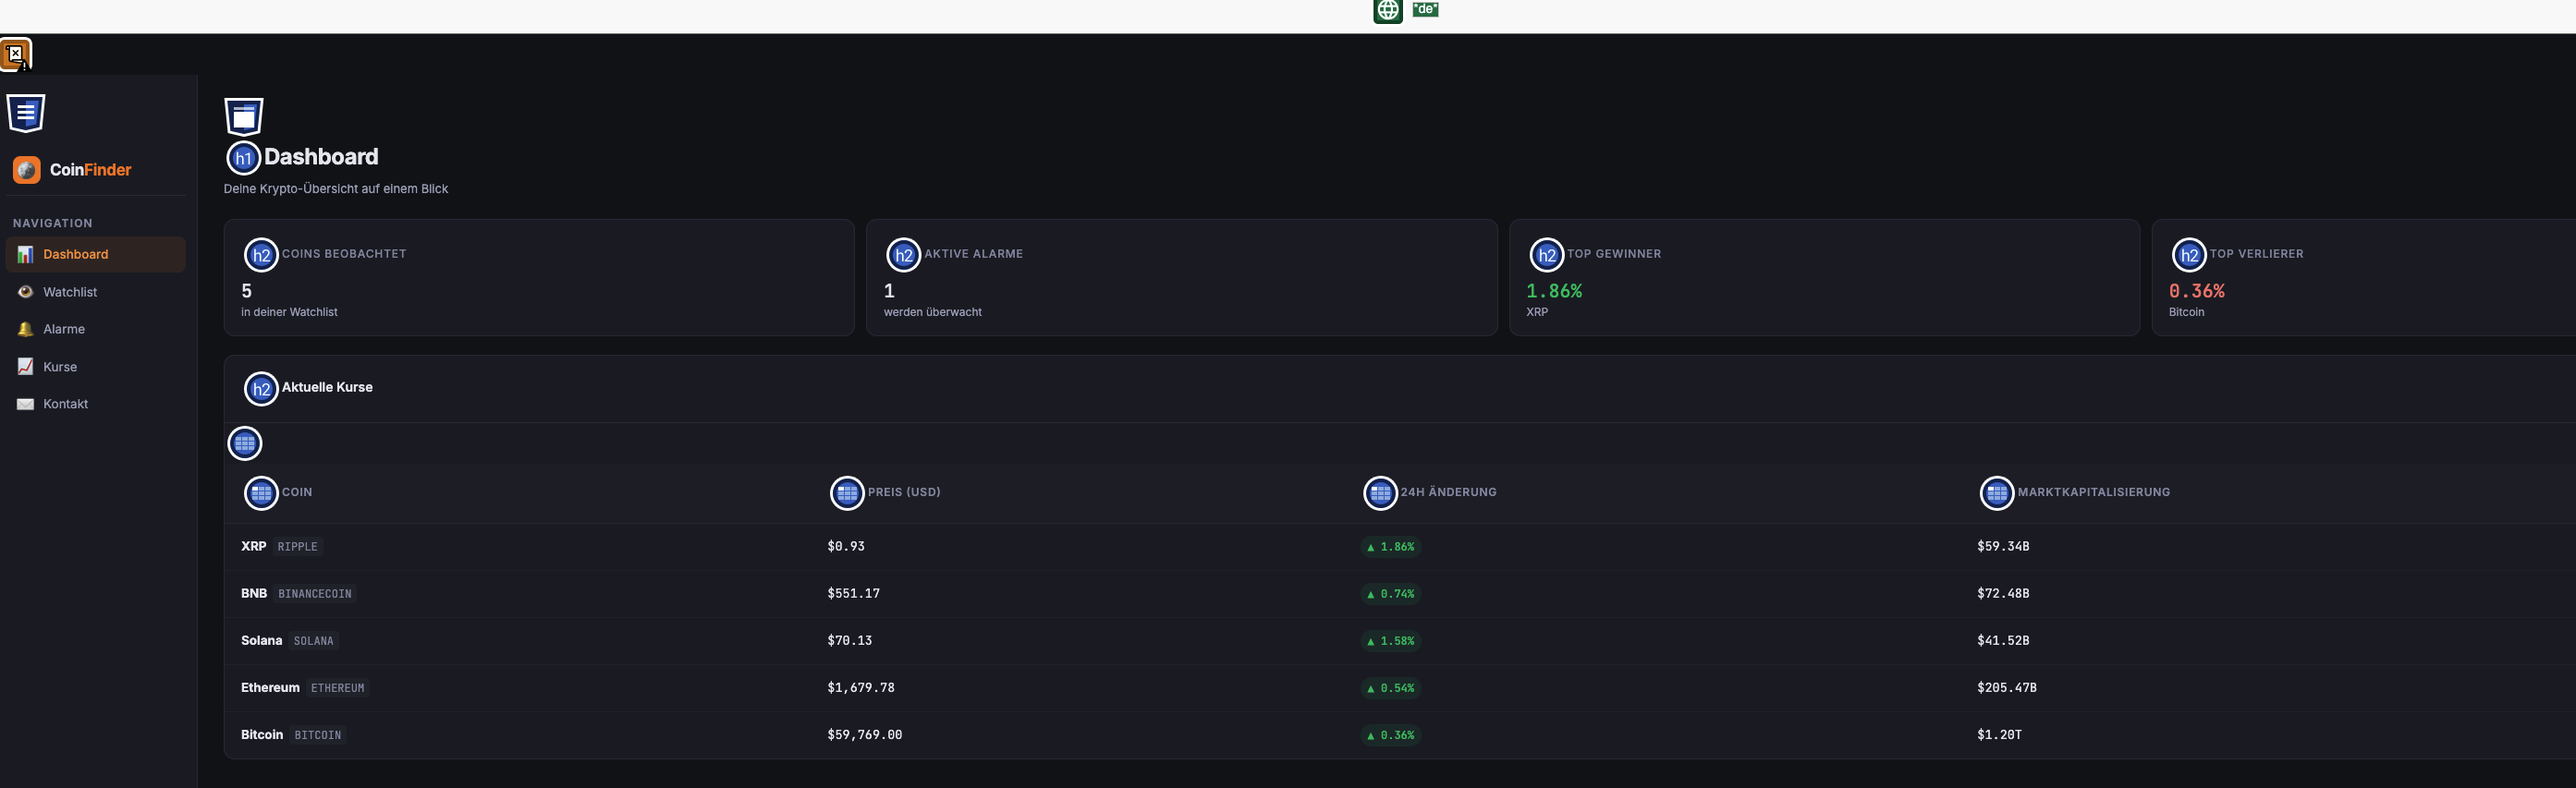 *de*
CoinFinder
NAVIGATION
Dashboard
Watchlist
Alarme
Kurse
Kontakt
h1 Dashboard
Deine Krypto-Übersicht auf einem Blick
h2 COINS BEOBACHTET
5
in deiner Watchlist
h2 AKTIVE ALARME
1
werden überwacht
h2 TOP GEWINNER
1.86%
XRP
h2 TOP VERLIERER
0.36%
Bitcoin
h2 Aktuelle Kurse
COIN PREIS (USD) 24H ÄNDERUNG MARKTKAPITALISIERUNG
XRP RIPPLE $0.93 ▲ 1.86% $59.34B
BNB BINANCECOIN $551.17 ▲ 0.74% $72.48B
Solana SOLANA $70.13 ▲ 1.58% $41.52B
Ethereum ETHEREUM $1,679.78 ▲ 0.54% $205.47B
Bitcoin BITCOIN $59,769.00 ▲ 0.36% $1.20T